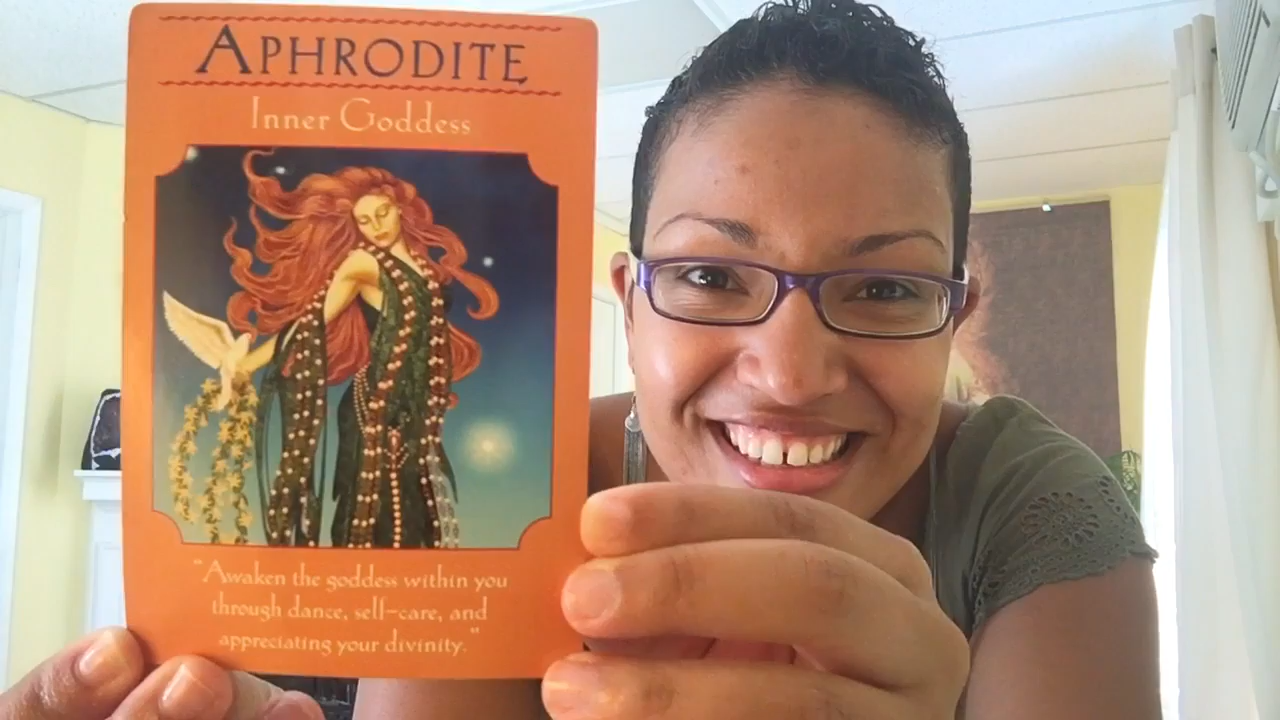 APHRODITE
Inner Goddess
"Awaken the goddess within you
through dance, self-care, and
appreciating your divinity."